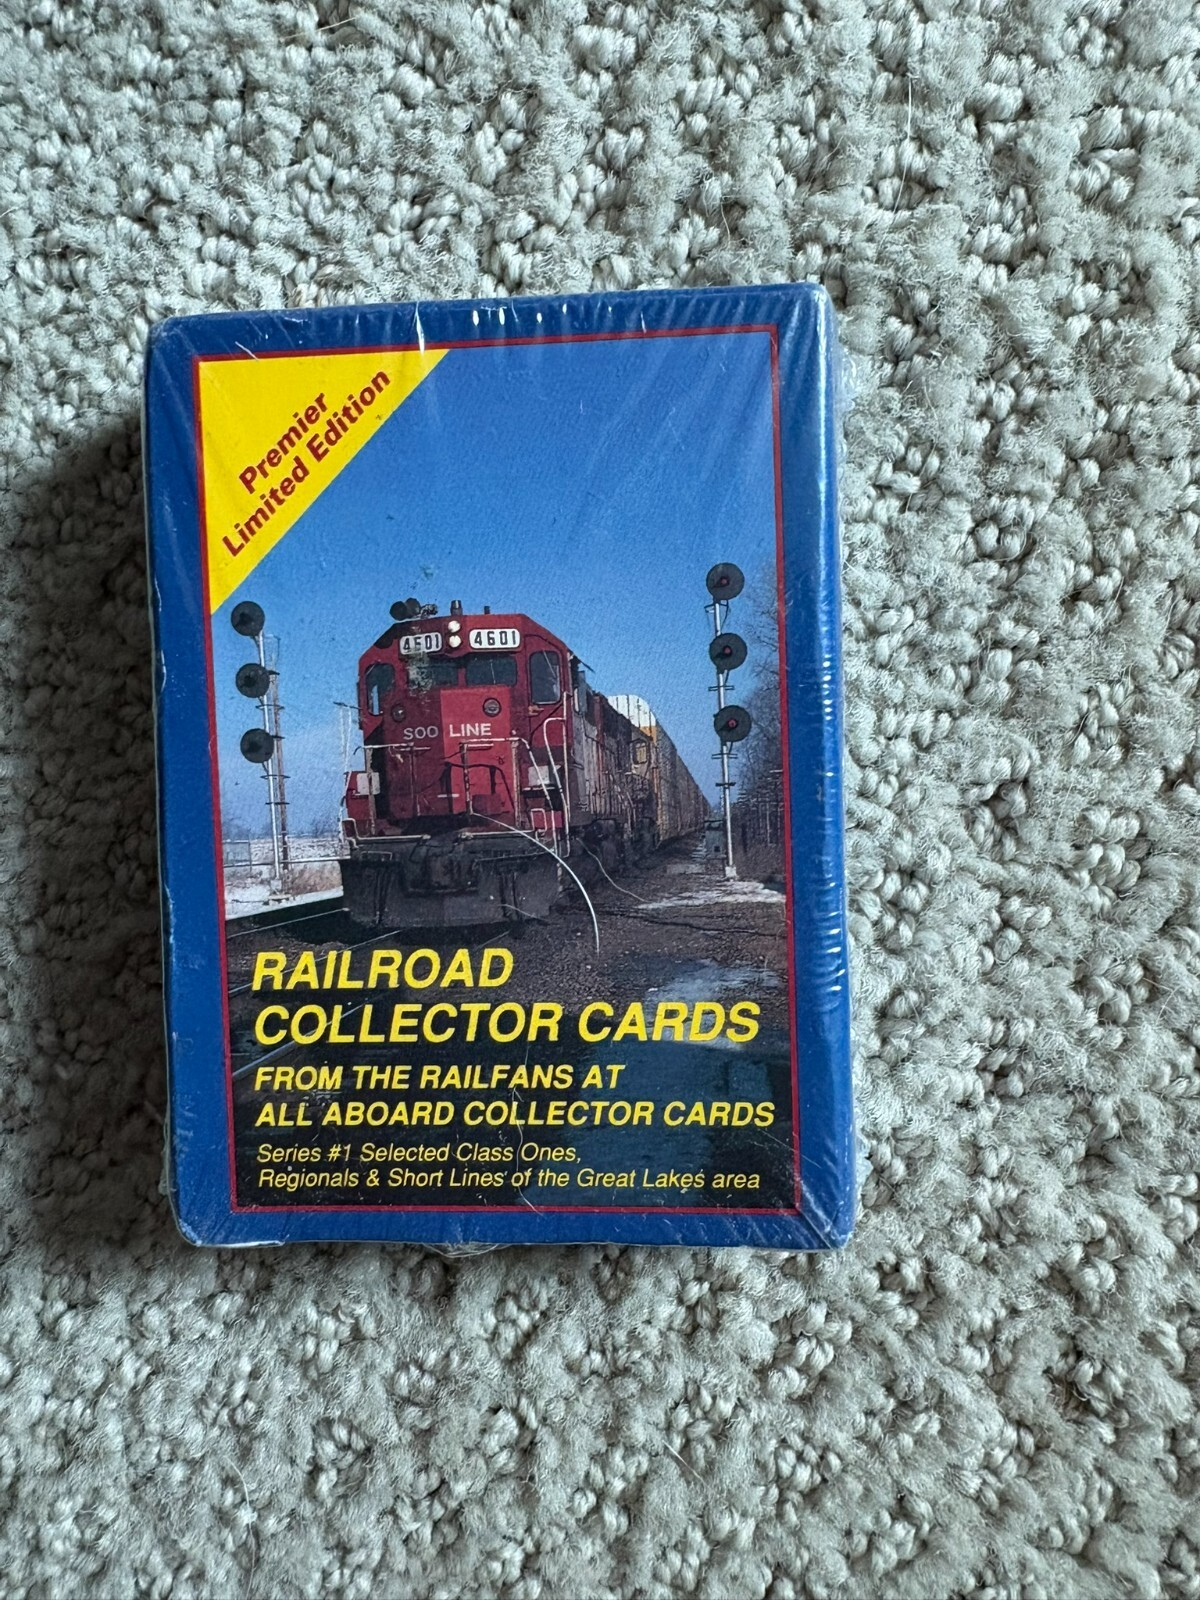 Premier
Limited Edition
4601 4601
SOO LINE
RAILROAD
COLLECTOR CARDS
FROM THE RAILFANS AT
ALL ABOARD COLLECTOR CARDS
Series #1 Selected Class Ones,
Regionals & Short Lines of the Great Lakes area